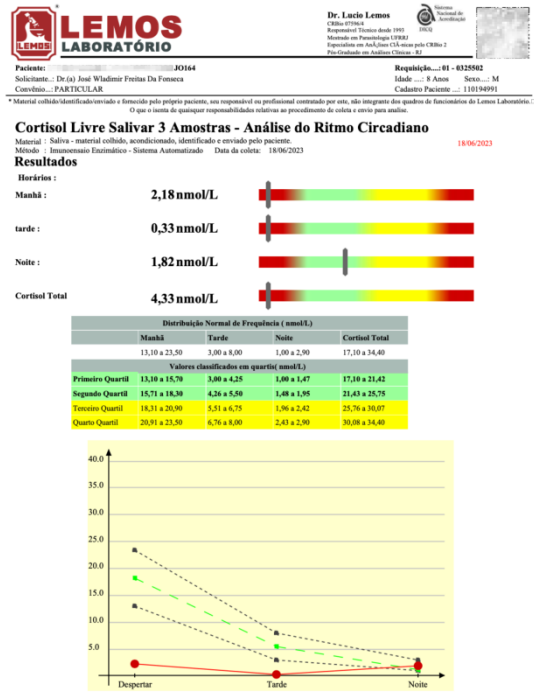 LEMOS
LABORATÓRIO
LEMOS
Dr. Lucio Lemos
CRBio 07596/4
Responsável Técnico desde 1993
Mestrado em Parasitologia UFRRJ
Especialista em AnÃ¡lises ClÃ­nicas pelo CRBio 2
Pós-Graduado em Análises Clínicas - RJ
Sistema
Nacional de
Acreditação
DICQ
Paciente: JO164
Requisição....: 01 - 0325502
Solicitante..: Dr.(a) José Wladimir Freitas Da Fonseca
Idade ....: 8 Anos Sexo....: M
Convênio...: PARTICULAR
Cadastro Paciente ...: 110194991
* Material colhido/identificado/enviado e fornecido pelo próprio paciente, seu responsável ou profissional contratado por este, não integrante dos quadros de funcionários do Lemos Laboratório.
O que o isenta de quaisquer responsabilidades relativas ao procedimento de coleta e envio para analise.
Cortisol Livre Salivar 3 Amostras - Análise do Ritmo Circadiano
Material : Saliva - material colhido, acondicionado, identificado e enviado pelo paciente.
18/06/2023
Método : Imunoensaio Enzimático - Sistema Automatizado Data da coleta: 18/06/2023
Resultados
Horários :
Manhã : 2,18 nmol/L
tarde : 0,33 nmol/L
Noite : 1,82 nmol/L
Cortisol Total 4,33 nmol/L
Distribuição Normal de Frequência ( nmol/L)
Manhã Tarde Noite Cortisol Total
13,10 a 23,50 3,00 a 8,00 1,00 a 2,90 17,10 a 34,40
Valores classificados em quartis( nmol/L)
Primeiro Quartil 13,10 a 15,70 3,00 a 4,25 1,00 a 1,47 17,10 a 21,42
Segundo Quartil 15,71 a 18,30 4,26 a 5,50 1,48 a 1,95 21,43 a 25,75
Terceiro Quartil 18,31 a 20,90 5,51 a 6,75 1,96 a 2,42 25,76 a 30,07
Quarto Quartil 20,91 a 23,50 6,76 a 8,00 2,43 a 2,90 30,08 a 34,40
40.0
35.0
30.0
25.0
20.0
15.0
10.0
5.0
Despertar Tarde Noite